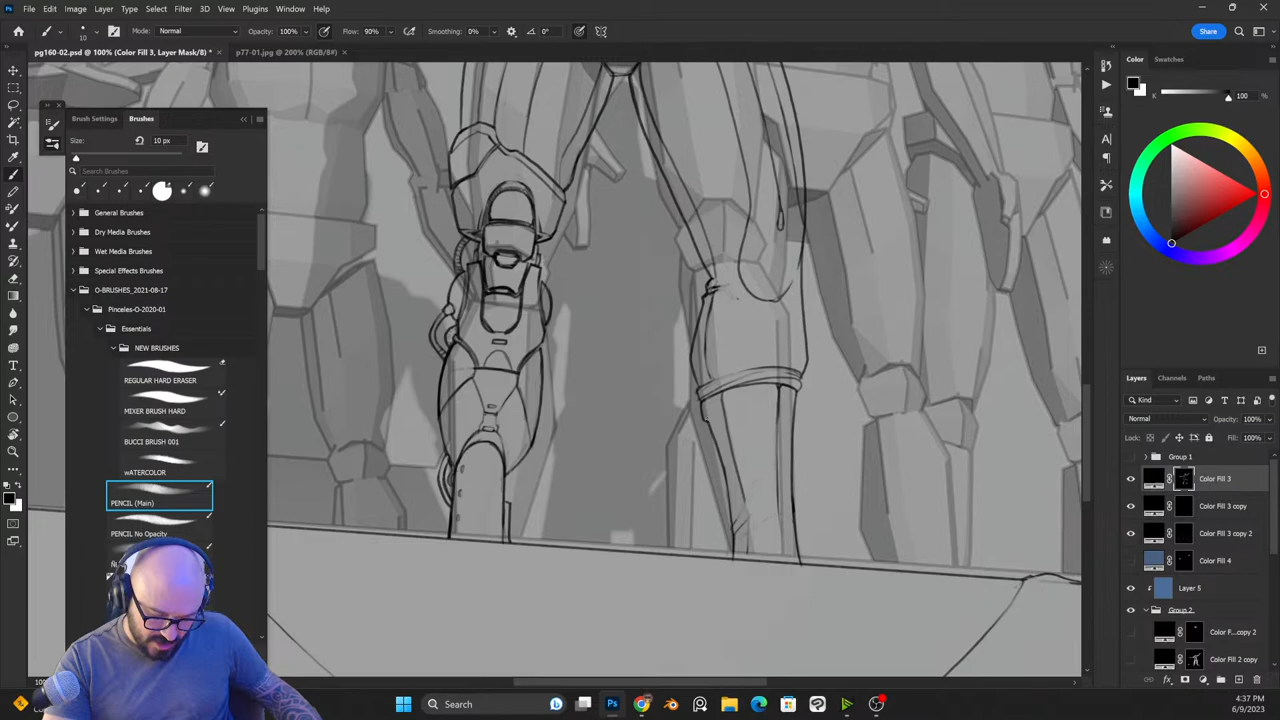 File Edit Image Layer Type Select Filter 3D View Plugins Window Help
Mode: Normal Opacity: 100% Flow: 90% Smoothing: 0% 0° Share
10
pg160-02.psd @ 100% (Color Fill 3, Layer Mask/8) * × p77-01.jpg @ 200% (RGB/8#) ×
Brush Settings Brushes
Size: 10 px
Search Brushes
General Brushes
Dry Media Brushes
Wet Media Brushes
Special Effects Brushes
O-BRUSHES_2021-08-17
Pinceles-O-2020-01
Essentials
NEW BRUSHES
REGULAR HARD ERASER
MIXER BRUSH HARD
BUCCI BRUSH 001
wATERCOLOR
PENCIL (Main)
PENCIL No Opacity
Color Swatches
K 100 %
Layers Channels Paths
Kind
Normal Opacity: 100%
Lock: Fill: 100%
Group 1
Color Fill 3
Color Fill 3 copy
Color Fill 3 copy 2
Color Fill 4
Layer 5
Group 2
Color F...copy 2
Color Fill 2 copy
Search
4:37 PM
6/9/2023